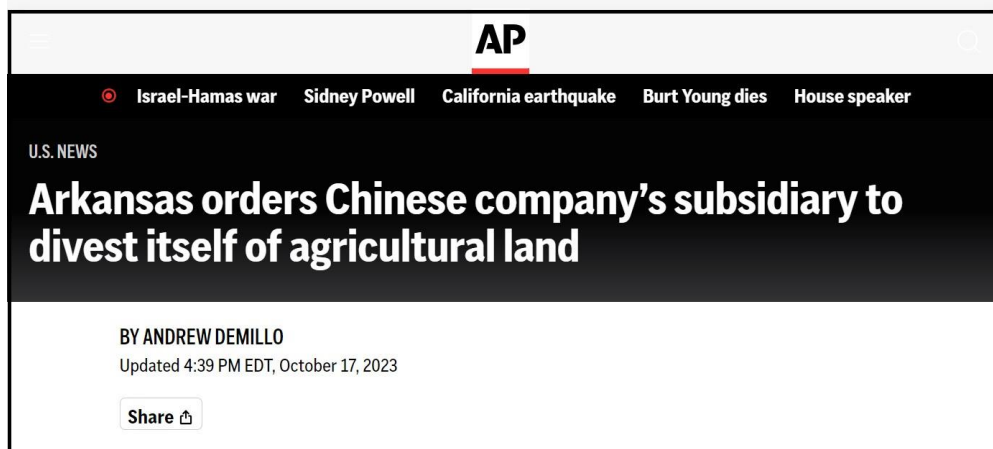 AP
Israel-Hamas war Sidney Powell California earthquake Burt Young dies House speaker
U.S. NEWS
Arkansas orders Chinese company's subsidiary to
divest itself of agricultural land
BY ANDREW DEMILLO
Updated 4:39 PM EDT, October 17, 2023
Share